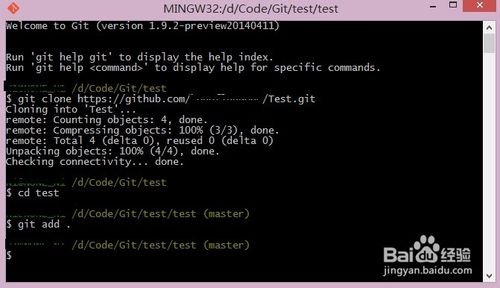 MINGW32:/d/Code/Git/test/test
Welcome to Git (version 1.9.2-preview20140411)
Run 'git help git' to display the help index.
Run 'git help <command>' to display help for specific commands.
/d/Code/Git/test
$ git clone https://github.com/ /Test.git
Cloning into 'Test'...
remote: Counting objects: 4, done.
remote: Compressing objects: 100% (3/3), done.
remote: Total 4 (delta 0), reused 0 (delta 0)
Unpacking objects: 100% (4/4), done.
Checking connectivity... done.
/d/Code/Git/test
$ cd test
/d/Code/Git/test/test (master)
$ git add .
/d/Code/Git/test/test (master)
$
Baidu经验
jingyan.baidu.com